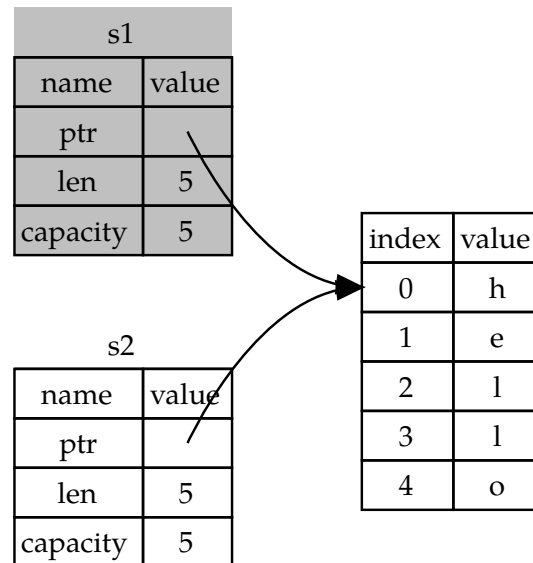 s1
name value
ptr
len 5
capacity 5
s2
name value
ptr
len 5
capacity 5
index value
0 h
1 e
2 l
3 l
4 o